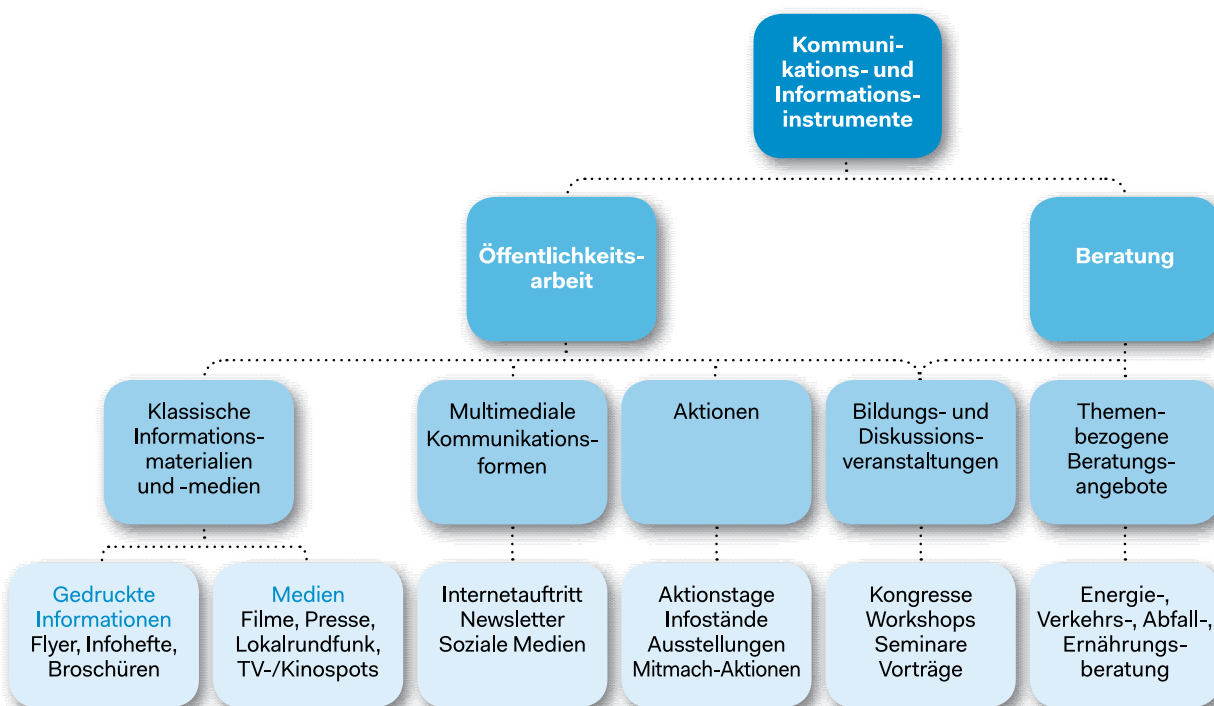 Kommuni-
kations- und
Informations-
instrumente
Öffentlichkeits-
arbeit
Beratung
Klassische
Informations-
materialien
und -medien
Multimediale
Kommunikations-
formen
Aktionen
Bildungs- und
Diskussions-
veranstaltungen
Themen-
bezogene
Beratungs-
angebote
Gedruckte
Informationen
Flyer, Infohefte,
Broschüren
Medien
Filme, Presse,
Lokalrundfunk,
TV-/Kinospots
Internetauftritt
Newsletter
Soziale Medien
Aktionstage
Infostände
Ausstellungen
Mitmach-Aktionen
Kongresse
Workshops
Seminare
Vorträge
Energie-,
Verkehrs-, Abfall-,
Ernährungs-
beratung